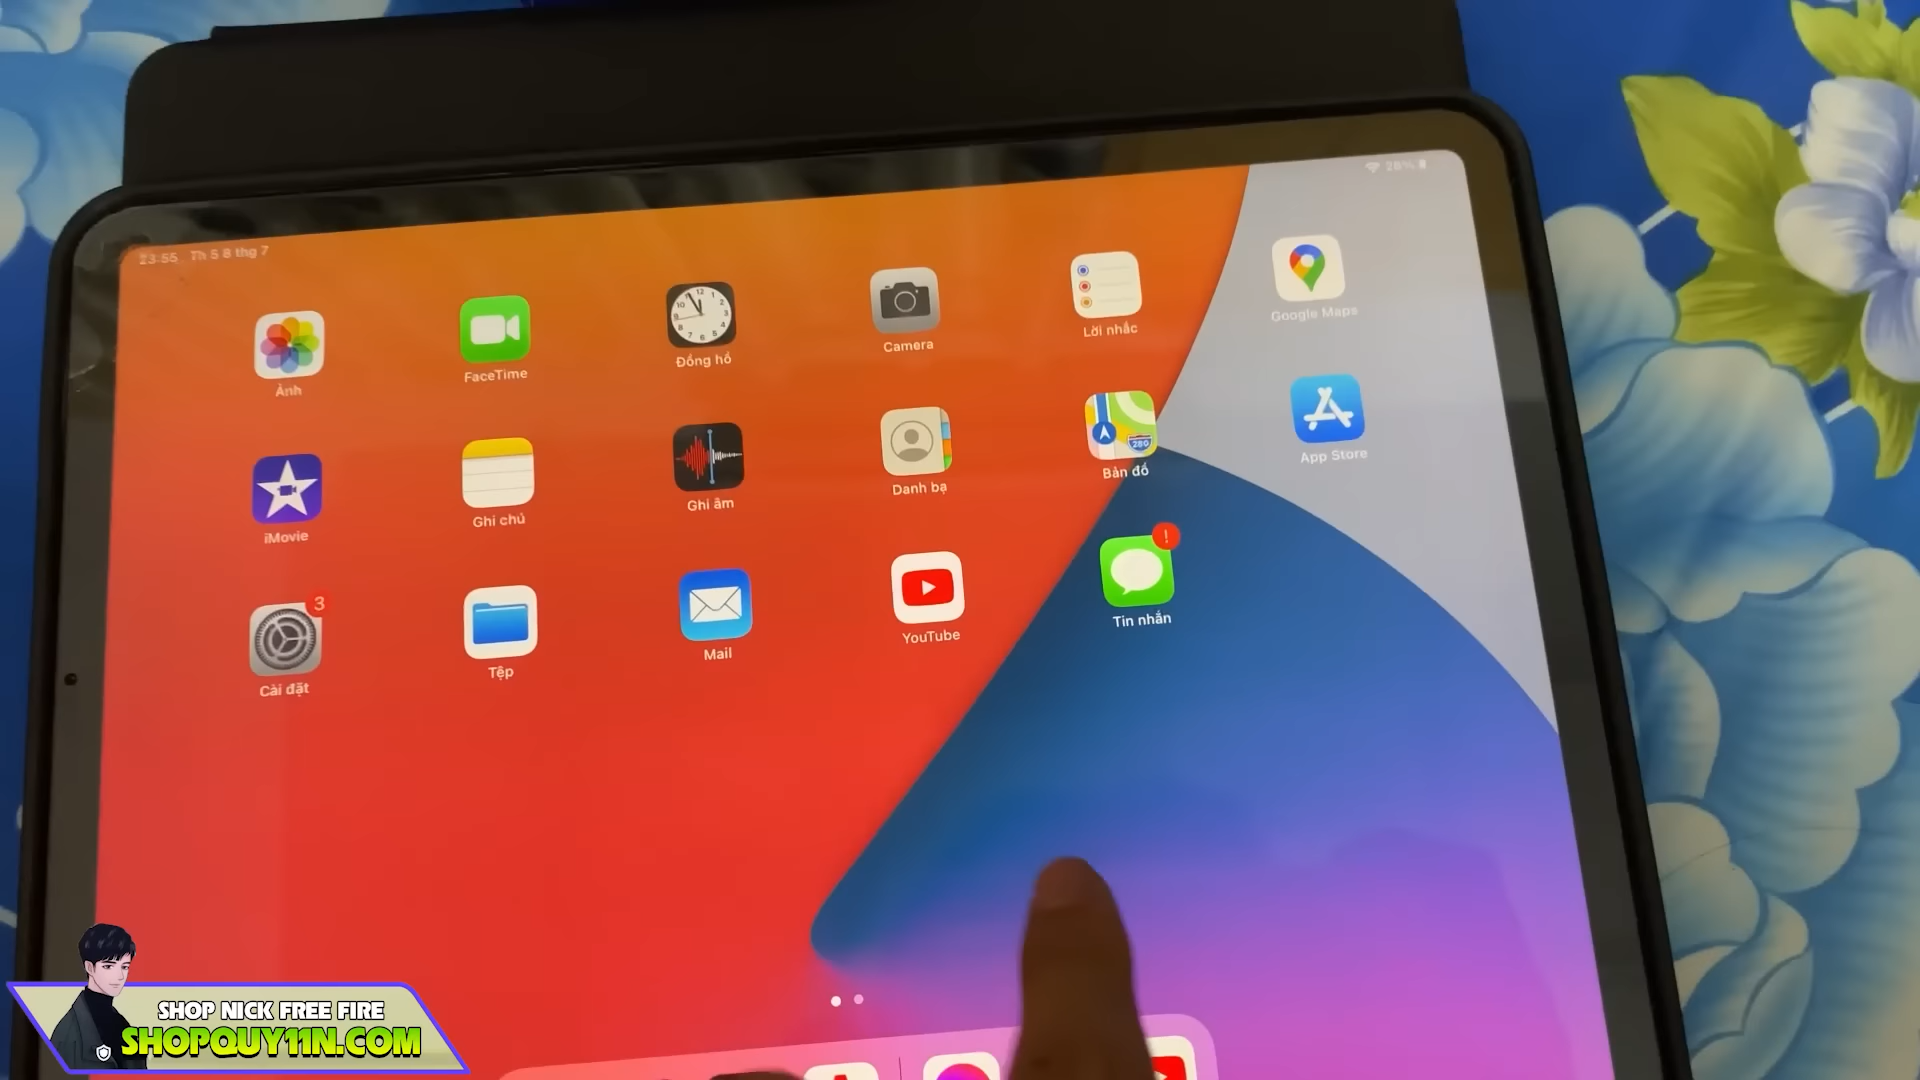 23:55 Th 5 8 thg 7
26%
Ảnh
FaceTime
Đồng hồ
Camera
Lời nhắc
Google Maps
iMovie
Ghi chú
Ghi âm
Danh bạ
Bản đồ
280
App Store
3
!
Cài đặt
Tệp
Mail
YouTube
Tin nhắn
SHOP NICK FREE FIRE
SHOPQUY11N.COM